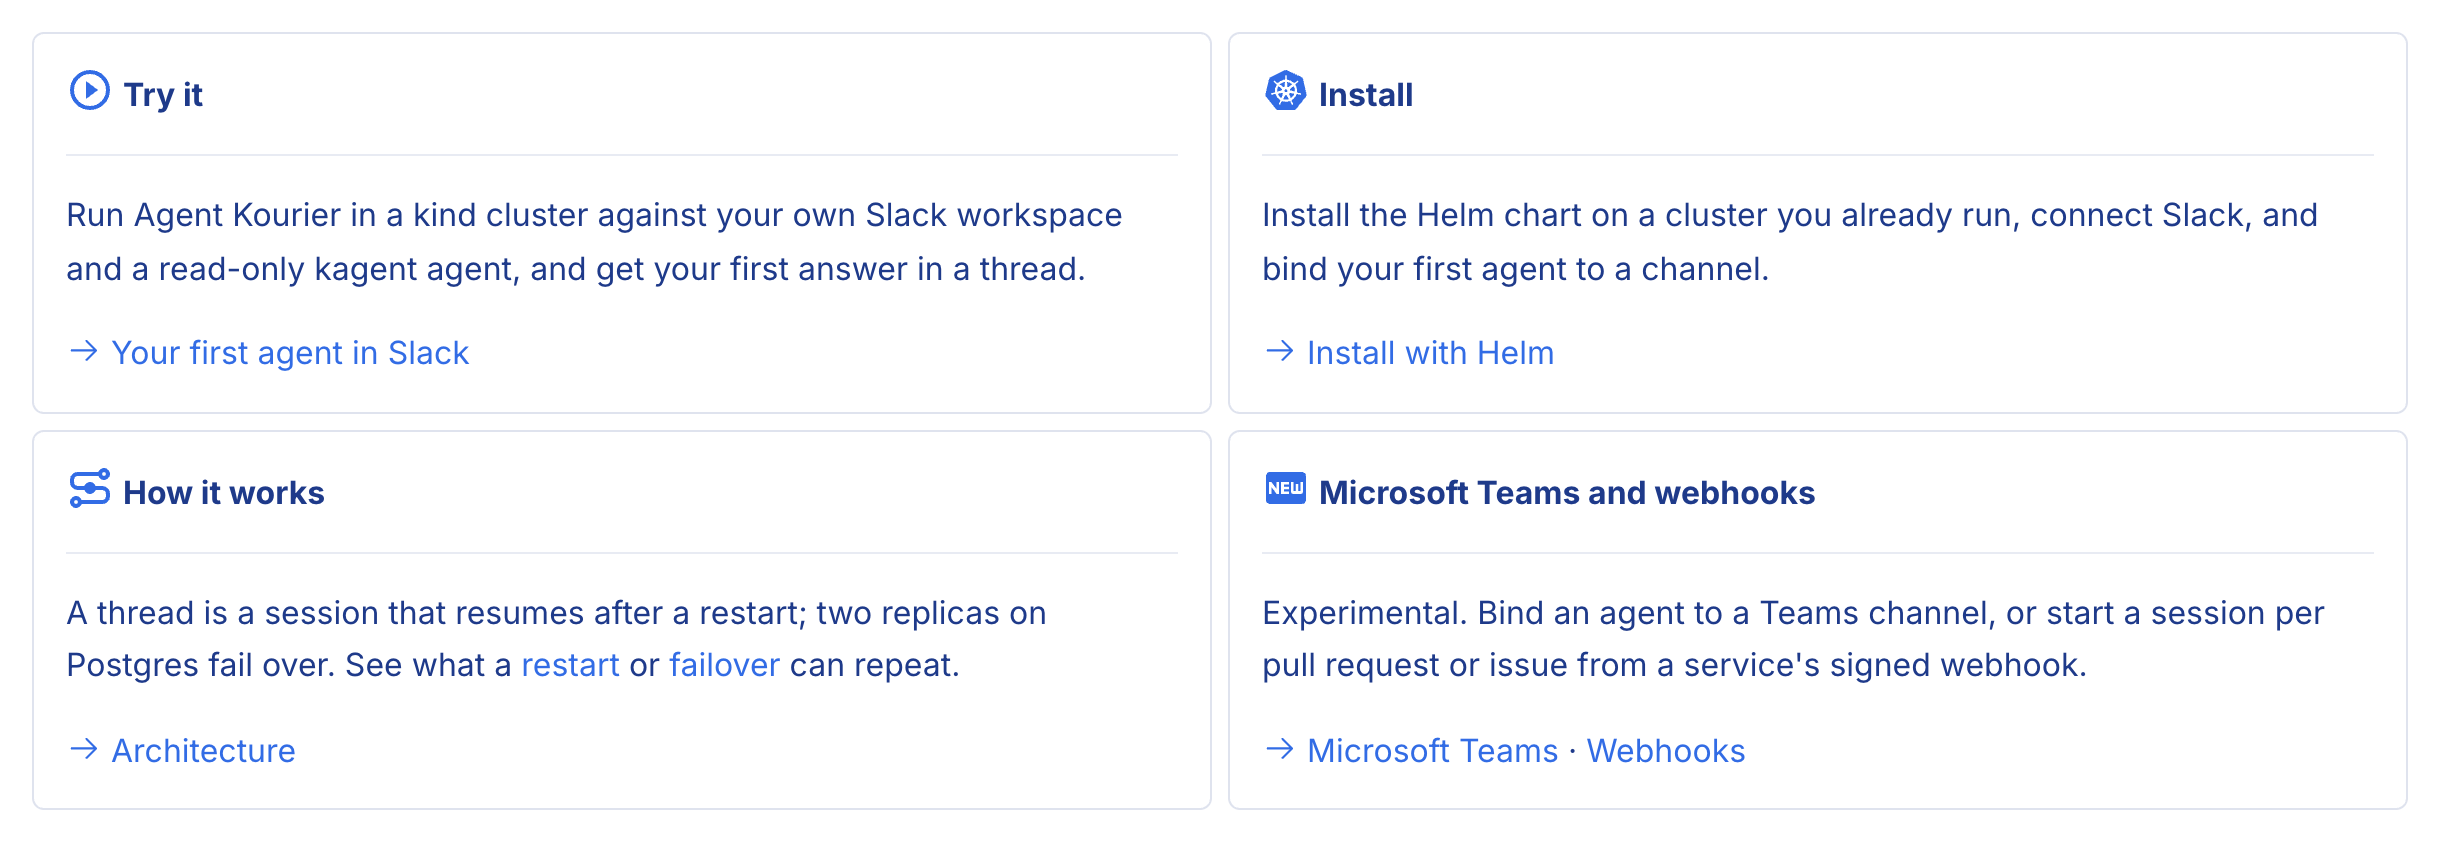 Try it
Run Agent Kourier in a kind cluster against your own Slack workspace
and a read-only kagent agent, and get your first answer in a thread.
→ Your first agent in Slack
Install
Install the Helm chart on a cluster you already run, connect Slack, and
bind your first agent to a channel.
→ Install with Helm
How it works
A thread is a session that resumes after a restart; two replicas on
Postgres fail over. See what a restart or failover can repeat.
→ Architecture
NEW Microsoft Teams and webhooks
Experimental. Bind an agent to a Teams channel, or start a session per
pull request or issue from a service's signed webhook.
→ Microsoft Teams · Webhooks